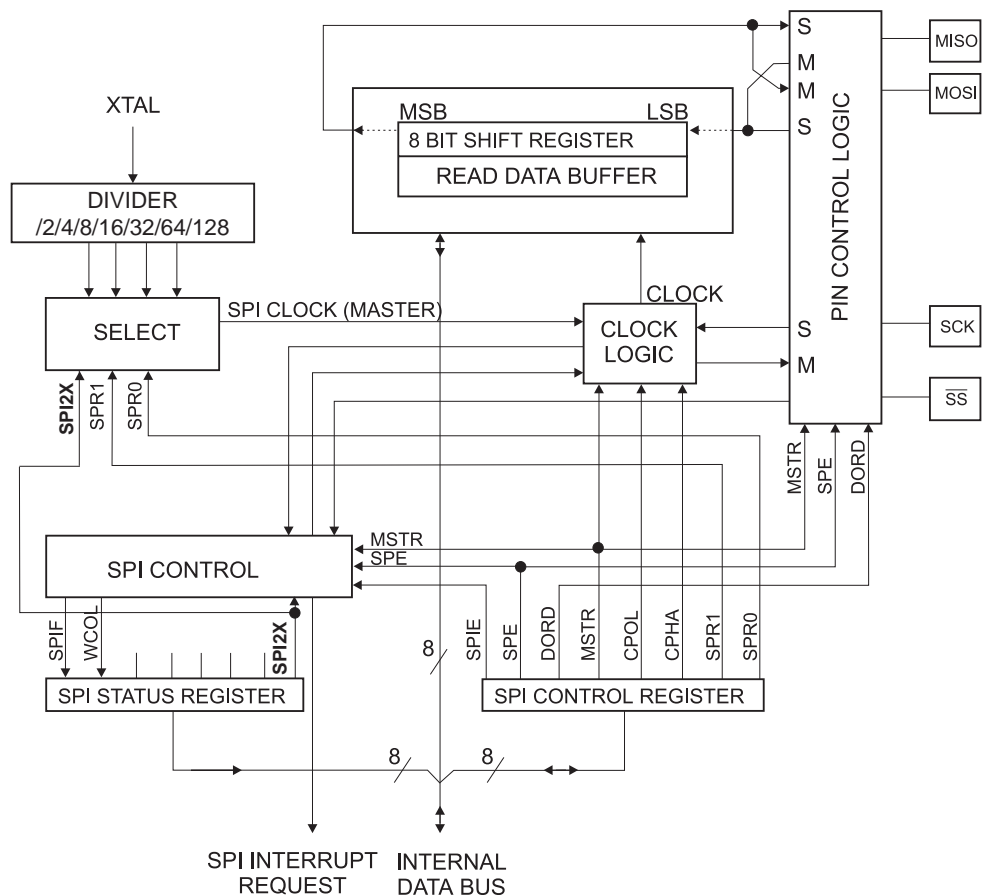 S
MISO
M
M
MOSI
XTAL
MSB
LSB
S
8 BIT SHIFT REGISTER
READ DATA BUFFER
PIN CONTROL LOGIC
DIVIDER
/2/4/8/16/32/64/128
SPI CLOCK (MASTER)
CLOCK
SELECT
CLOCK
LOGIC
S
M
SCK
SS
SPI2X
SPR1
SPR0
MSTR
SPE
DORD
MSTR
SPE
SPI CONTROL
SPIF
WCOL
SPI2X
8
SPIE
SPE
DORD
MSTR
CPOL
CPHA
SPR1
SPR0
SPI STATUS REGISTER
SPI CONTROL REGISTER
8
8
SPI INTERRUPT
REQUEST
INTERNAL
DATA BUS